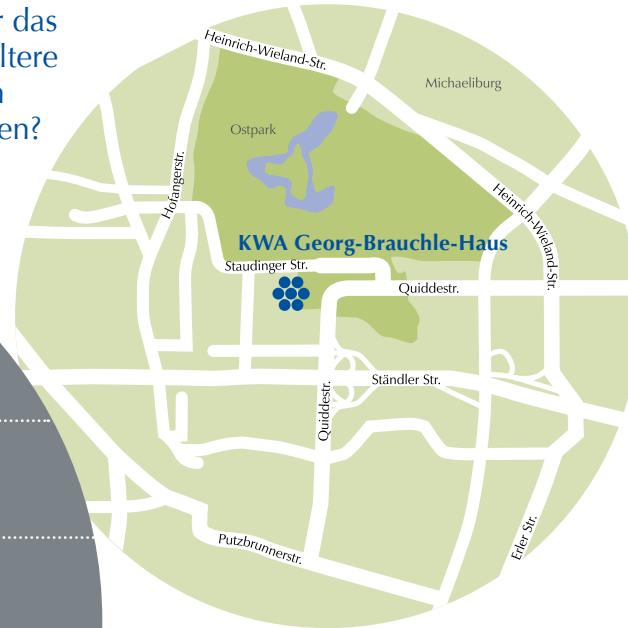 r das
ltere
en?
Heinrich-Wieland-Str.
Michaeliburg
Ostpark
Hofangerstr.
Heinrich-Wieland-Str.
KWA Georg-Brauchle-Haus
Staudinger Str.
Quiddestr.
Ständler Str.
Quiddestr.
Putzbrunnerstr.
Erler Str.